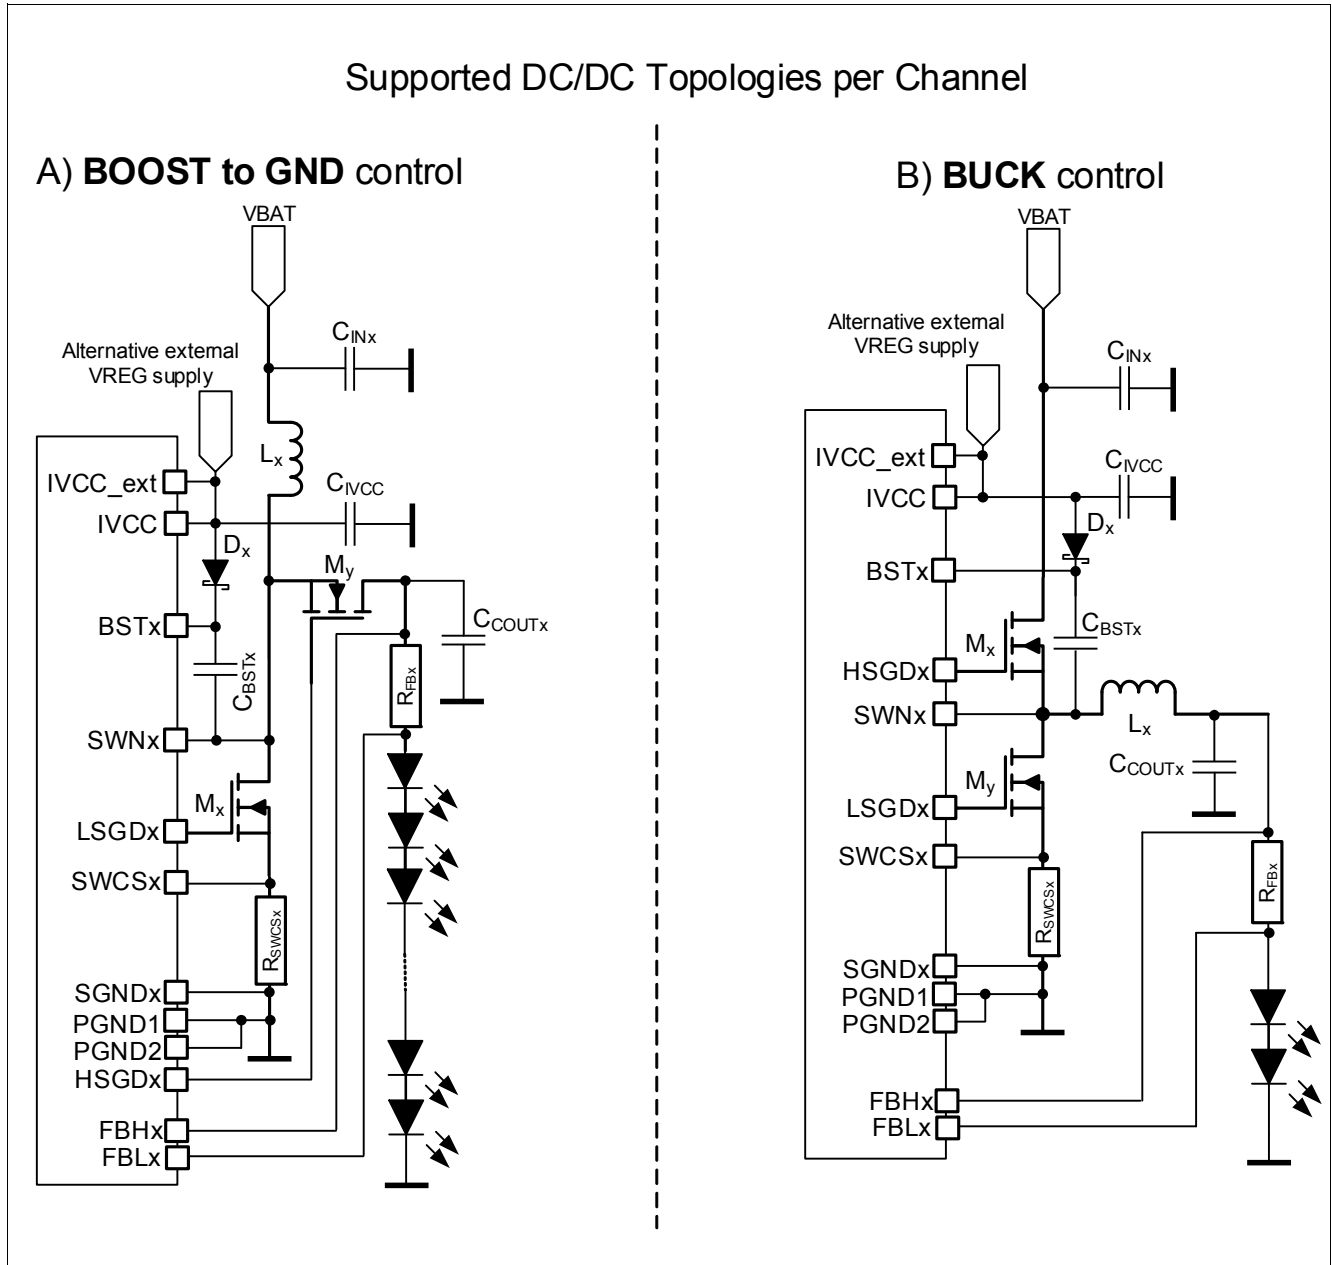 Supported DC/DC Topologies per Channel
A) BOOST to GND control
VBAT
CINx
Alternative external
VREG supply
Lx
IVCC_ext
CIVCC
IVCC
Dx
My
BSTx
CCOUTx
CBSTx
RFBx
SWNx
Mx
LSGDx
SWCSx
RSWCSx
SGNDx
PGND1
PGND2
HSGDx
FBHx
FBLx
B) BUCK control
VBAT
Alternative external
VREG supply
CINx
IVCC_ext
CIVCC
IVCC
Dx
BSTx
CBSTx
Mx
HSGDx
SWNx
Lx
CCOUTx
My
LSGDx
SWCSx
RFBx
RSWCSx
SGNDx
PGND1
PGND2
FBHx
FBLx